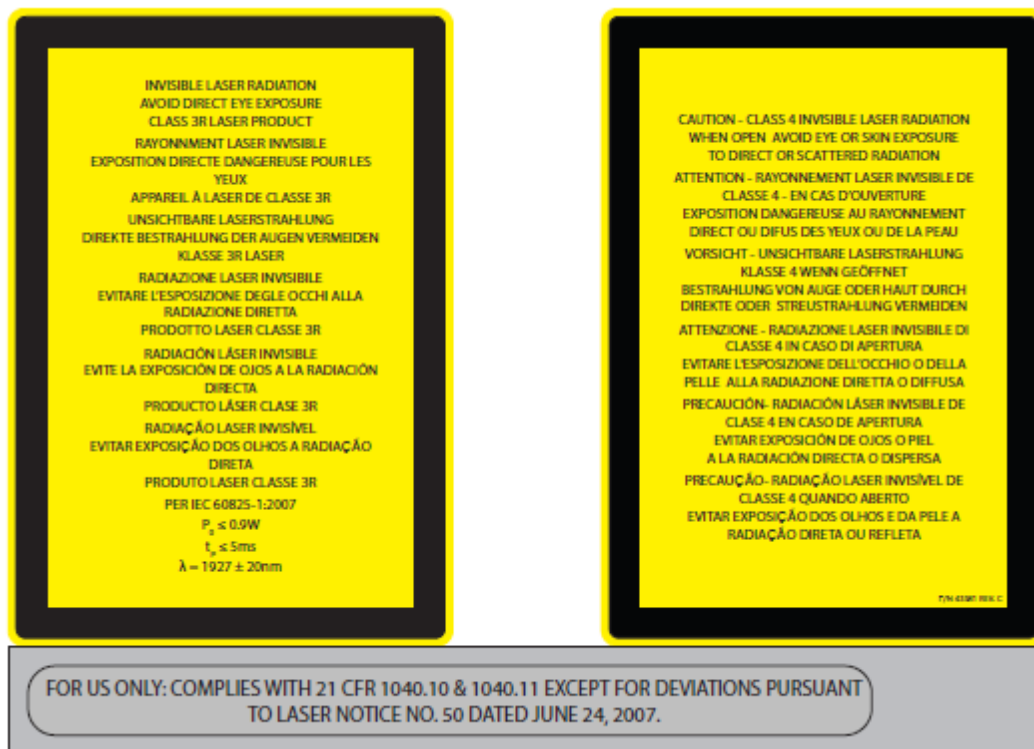 INVISIBLE LASER RADIATION
AVOID DIRECT EYE EXPOSURE
CLASS 3R LASER PRODUCT
RAYONNMENT LASER INVISIBLE
EXPOSITION DIRECTE DANGEREUSE POUR LES
YEUX
APPAREIL À LASER DE CLASSE 3R
UNSICHTBARE LASERSTRAHLUNG
DIREKTE BESTRAHLUNG DER AUGEN VERMEIDEN
KLASSE 3R LASER
RADIAZIONE LASER INVISIBILE
EVITARE L'ESPOSIZIONE DEGLE OCCHI ALLA
RADIAZIONE DIRETTA
PRODOTTO LASER CLASSE 3R
RADIACIÓN LÁSER INVISIBLE
EVITE LA EXPOSICIÓN DE OJOS A LA RADIACIÓN
DIRECTA
PRODUCTO LÁSER CLASE 3R
RADIAÇÃO LASER INVISÍVEL
EVITAR EXPOSIÇÃO DOS OLHOS A RADIAÇÃO
DIRETA
PRODUTO LASER CLASSE 3R
PER IEC 60825-1:2007
P ≤ 0.9W
t ≤ 5ms
λ = 1927 ± 20nm
CAUTION - CLASS 4 INVISIBLE LASER RADIATION
WHEN OPEN AVOID EYE OR SKIN EXPOSURE
TO DIRECT OR SCATTERED RADIATION
ATTENTION - RAYONNEMENT LASER INVISIBLE DE
CLASSE 4 - EN CAS D'OUVERTURE
EXPOSITION DANGEREUSE AU RAYONNEMENT
DIRECT OU DIFUS DES YEUX OU DE LA PEAU
VORSICHT - UNSICHTBARE LASERSTRAHLUNG
KLASSE 4 WENN GEÖFFNET
BESTRAHLUNG VON AUGE ODER HAUT DURCH
DIREKTE ODER STREUSTRAHLUNG VERMEIDEN
ATTENZIONE - RADIAZIONE LASER INVISIBILE DI
CLASSE 4 IN CASO DI APERTURA
EVITARE L'ESPOSIZIONE DELL'OCCHIO O DELLA
PELLE ALLA RADIAZIONE DIRETTA O DIFFUSA
PRECAUCIÓN- RADIACIÓN LÁSER INVISIBLE DE
CLASE 4 EN CASO DE APERTURA
EVITAR EXPOSICIÓN DE OJOS O PIEL
A LA RADIACIÓN DIRECTA O DISPERSA
PRECAUÇÃO- RADIAÇÃO LASER INVISÍVEL DE
CLASSE 4 QUANDO ABERTO
EVITAR EXPOSIÇÃO DOS OLHOS E DA PELE A
RADIAÇÃO DIRETA OU REFLETA
P/N REV. C
FOR US ONLY: COMPLIES WITH 21 CFR 1040.10 & 1040.11 EXCEPT FOR DEVIATIONS PURSUANT
TO LASER NOTICE NO. 50 DATED JUNE 24, 2007.